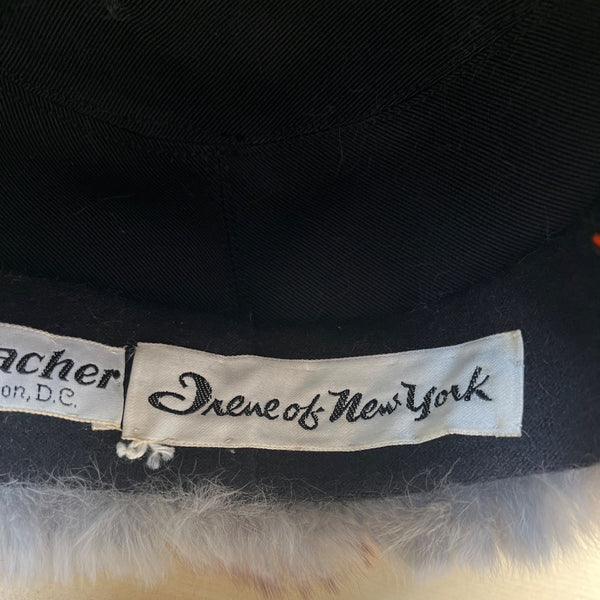 acher
on, D.C.
Irene of New York